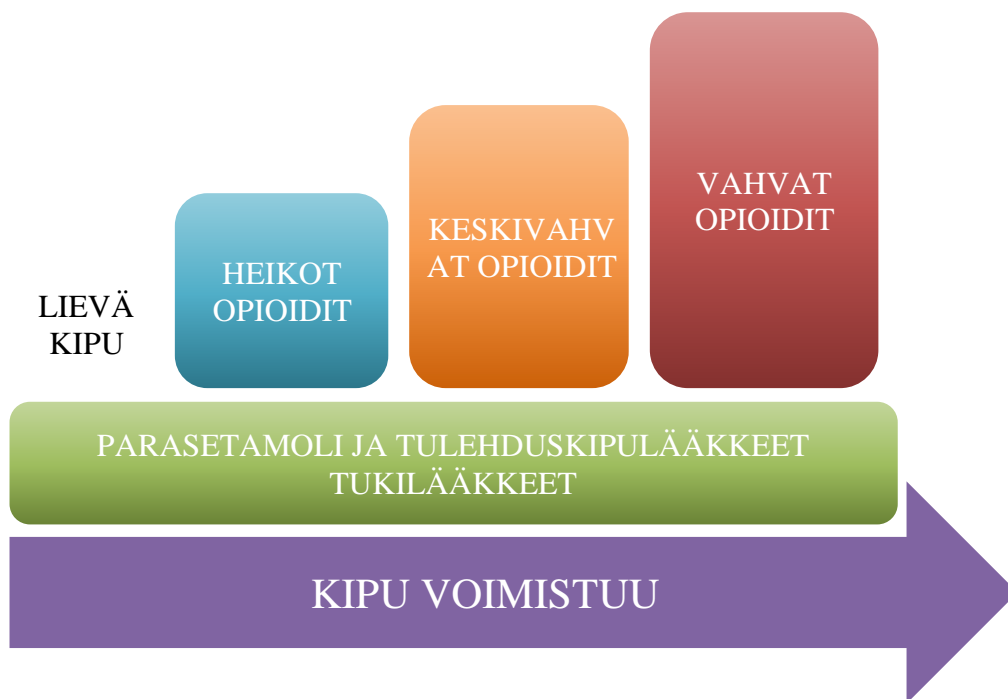 LIEVÄ
KIPU
HEIKOT
OPIOIDIT
KESKIVAHV
AT OPIOIDIT
VAHVAT
OPIOIDIT
PARASETAMOLI JA TULEHDUSKIPULÄÄKKEET
TUKILÄÄKKEET
KIPU VOIMISTUU